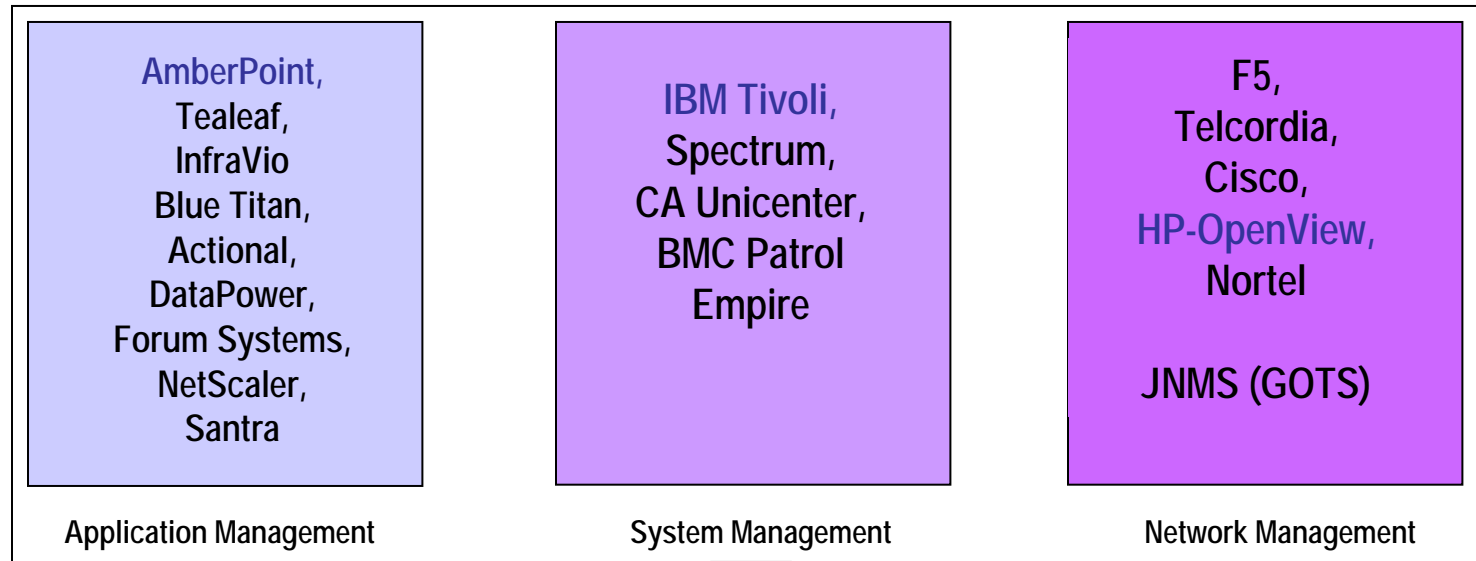 AmberPoint,
Tealeaf,
InfraVio
Blue Titan,
Actional,
DataPower,
Forum Systems,
NetScaler,
Santra
Application Management
IBM Tivoli,
Spectrum,
CA Unicenter,
BMC Patrol
Empire
System Management
F5,
Telcordia,
Cisco,
HP-OpenView,
Nortel
JNMS (GOTS)
Network Management